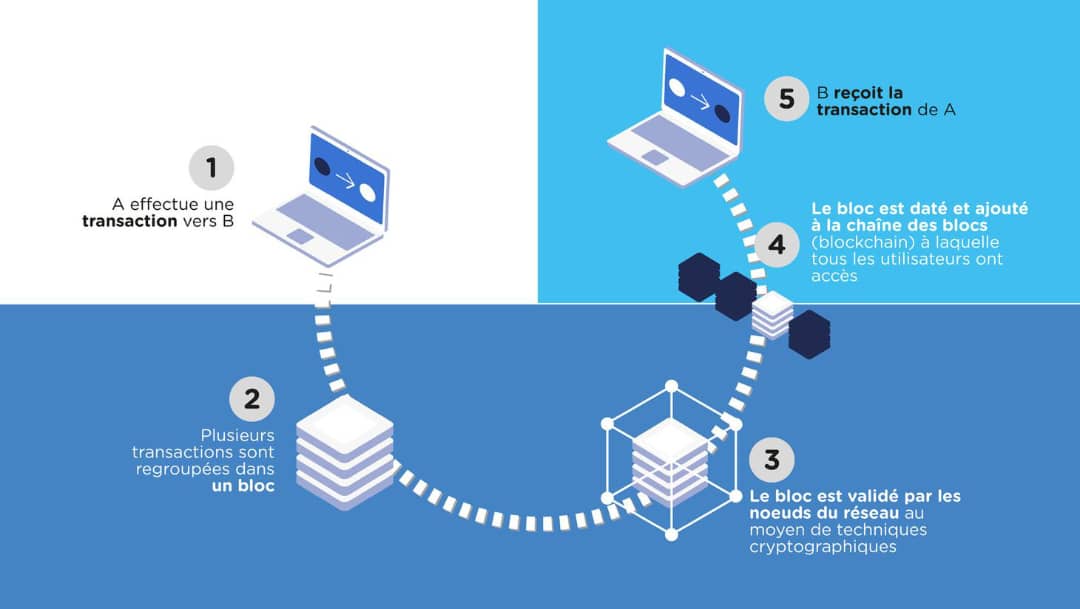 1
A effectue une
transaction vers B
2
Plusieurs
transactions sont
regroupées dans
un bloc
3
Le bloc est validé par les
noeuds du réseau au
moyen de techniques
cryptographiques
4
Le bloc est daté et ajouté
à la chaîne des blocs
(blockchain) à laquelle
tous les utilisateurs ont
accès
5
B reçoit la
transaction de A